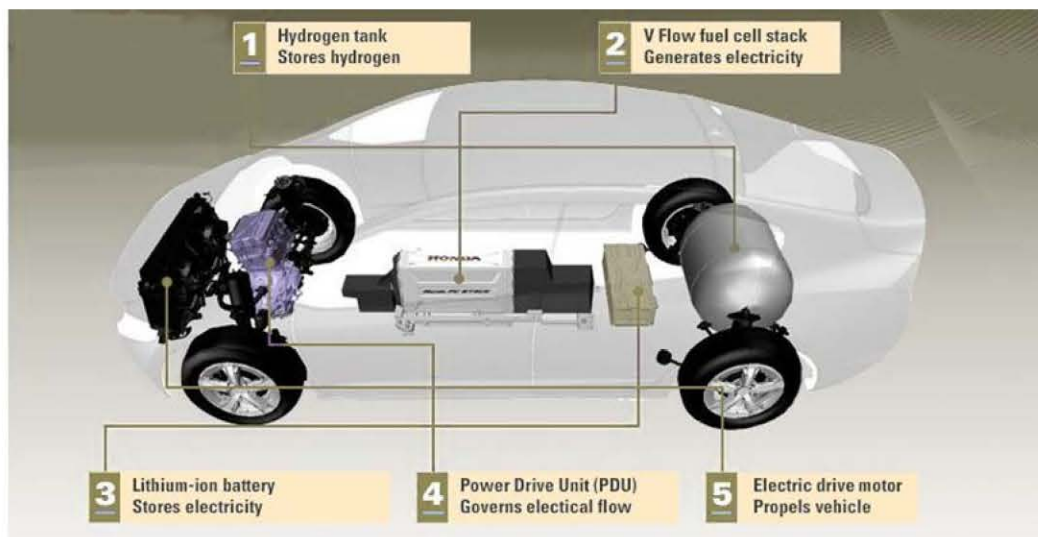 1
Hydrogen tank
Stores hydrogen
2
V Flow fuel cell stack
Generates electricity
HONDA
3
Lithium-ion battery
Stores electricity
4
Power Drive Unit (PDU)
Governs electical flow
5
Electric drive motor
Propels vehicle